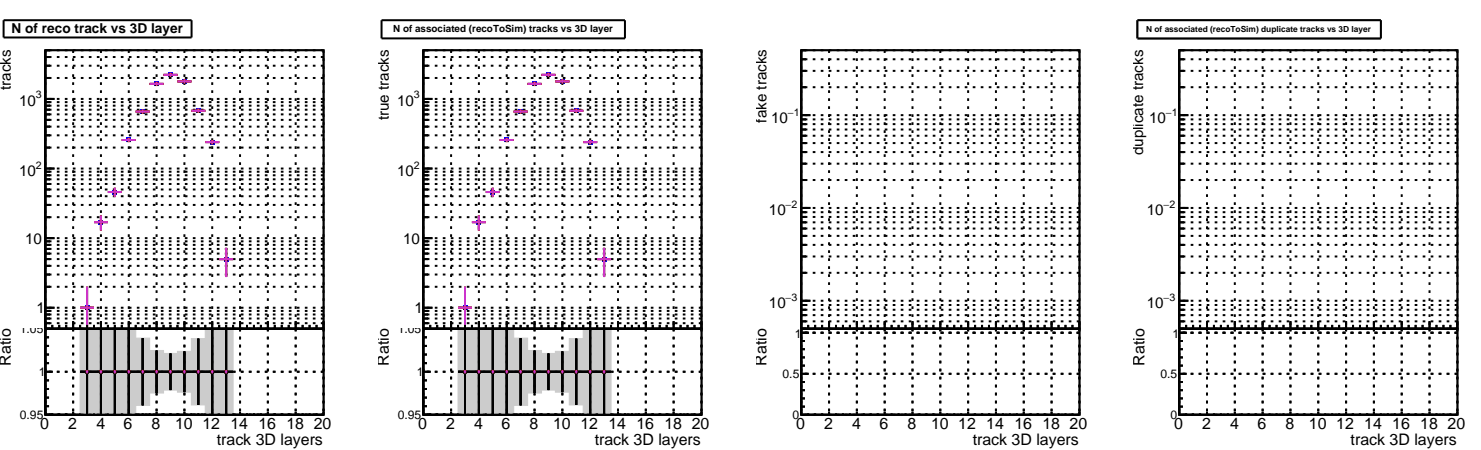 N of reco track vs 3D layer
tracks
10³
10²
10
1
1.05
Ratio
1
0.95
0 2 4 6 8 10 12 14 16 18 20
track 3D layers
N of associated (recoToSim) tracks vs 3D layer
true tracks
10³
10²
10
1
1.05
Ratio
1
0.95
0 2 4 6 8 10 12 14 16 18 20
track 3D layers
fake tracks
10⁻¹
10⁻²
10⁻³
Ratio
1
0.5
0
0 2 4 6 8 10 12 14 16 18 20
track 3D layers
N of associated (recoToSim) duplicate tracks vs 3D layer
duplicate tracks
10⁻¹
10⁻²
10⁻³
Ratio
1
0.5
0
0 2 4 6 8 10 12 14 16 18 20
track 3D layers